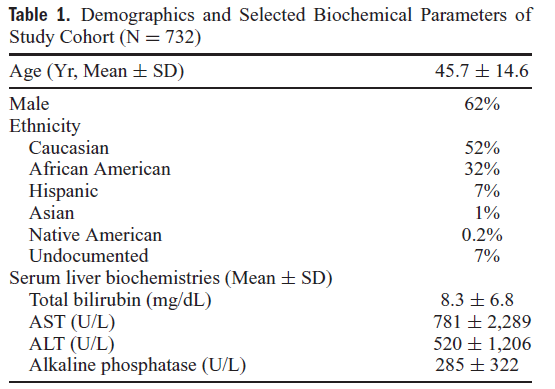 Table 1. Demographics and Selected Biochemical Parameters of
Study Cohort (N = 732)
Age (Yr, Mean ± SD) 45.7 ± 14.6
Male 62%
Ethnicity
Caucasian 52%
African American 32%
Hispanic 7%
Asian 1%
Native American 0.2%
Undocumented 7%
Serum liver biochemistries (Mean ± SD)
Total bilirubin (mg/dL) 8.3 ± 6.8
AST (U/L) 781 ± 2,289
ALT (U/L) 520 ± 1,206
Alkaline phosphatase (U/L) 285 ± 322